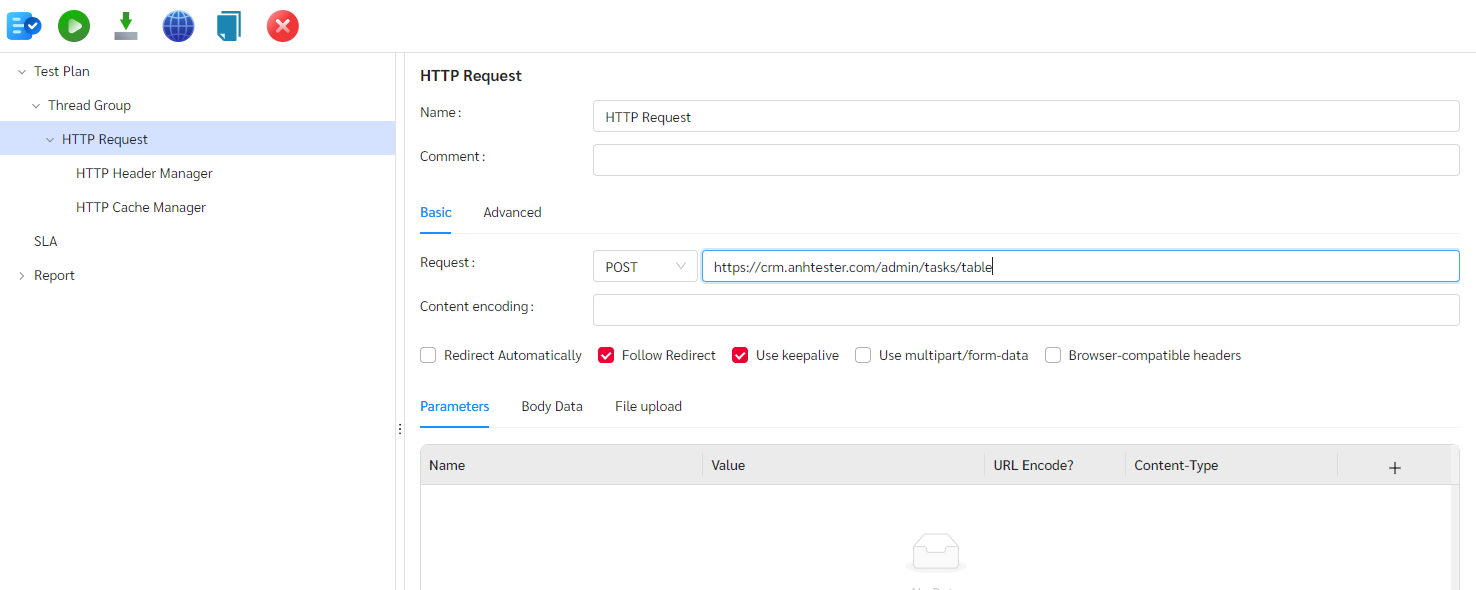 Test Plan
Thread Group
HTTP Request
HTTP Header Manager
HTTP Cache Manager
SLA
Report
HTTP Request
Name :
HTTP Request
Comment :
Basic
Advanced
Request :
POST
https://crm.anhtester.com/admin/tasks/table
Content encoding :
Redirect Automatically
Follow Redirect
Use keepalive
Use multipart/form-data
Browser-compatible headers
Parameters
Body Data
File upload
Name
Value
URL Encode?
Content-Type